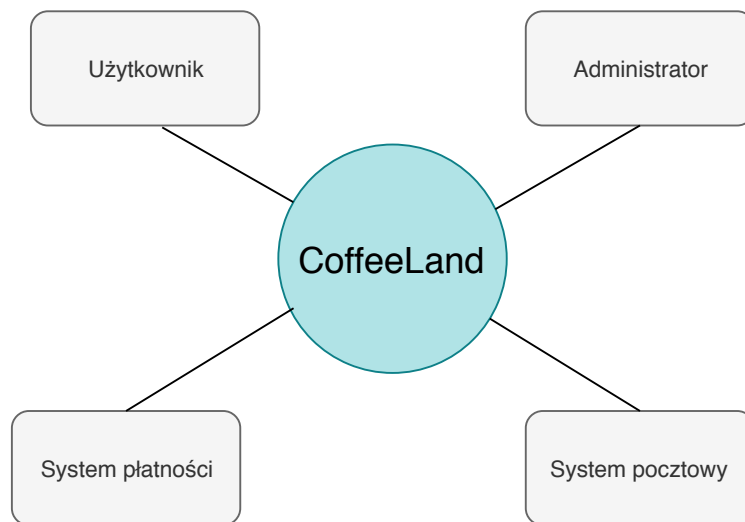 Użytkownik
Administrator
CoffeeLand
System płatności
System pocztowy